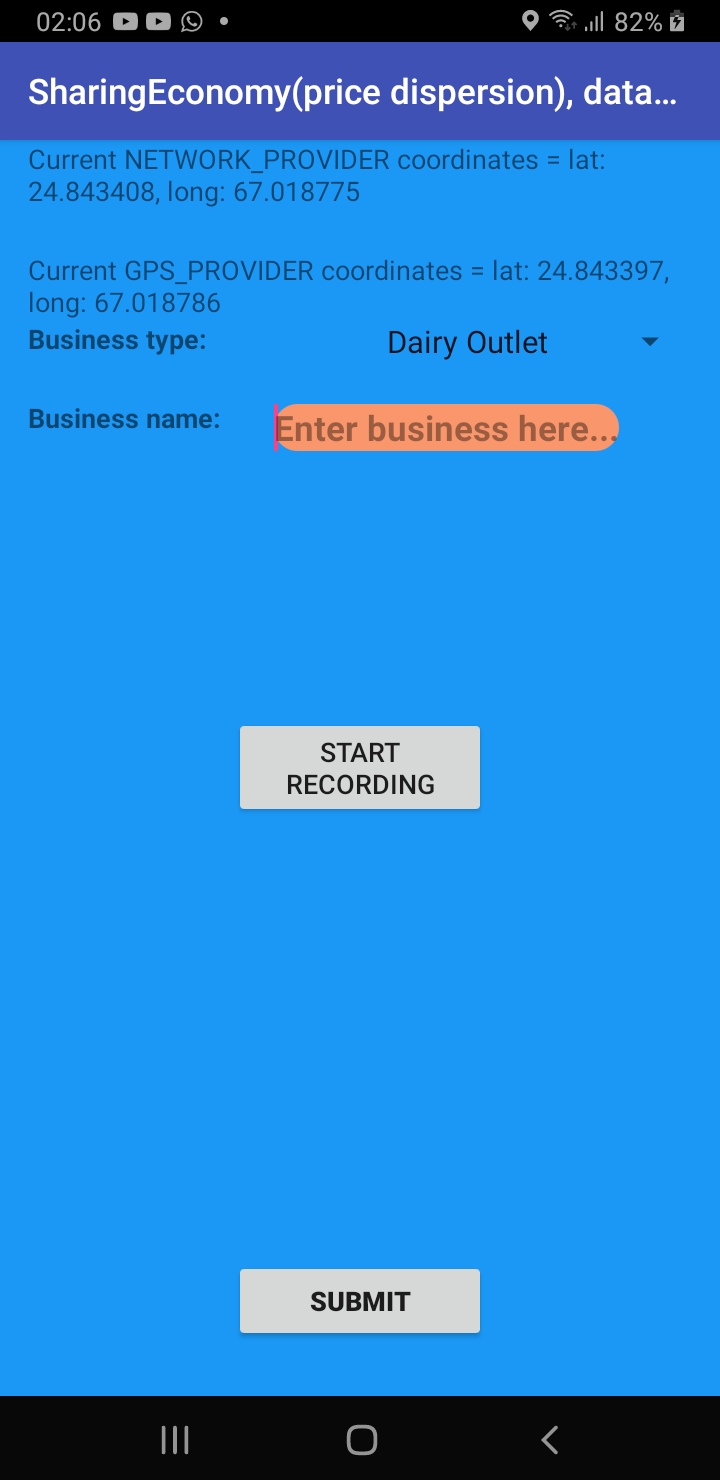 02:06
82%
SharingEconomy(price dispersion), data...
Current NETWORK_PROVIDER coordinates = lat:
24.843408, long: 67.018775
Current GPS_PROVIDER coordinates = lat: 24.843397,
long: 67.018786
Business type:
Dairy Outlet
Business name:
Enter business here...
START
RECORDING
SUBMIT